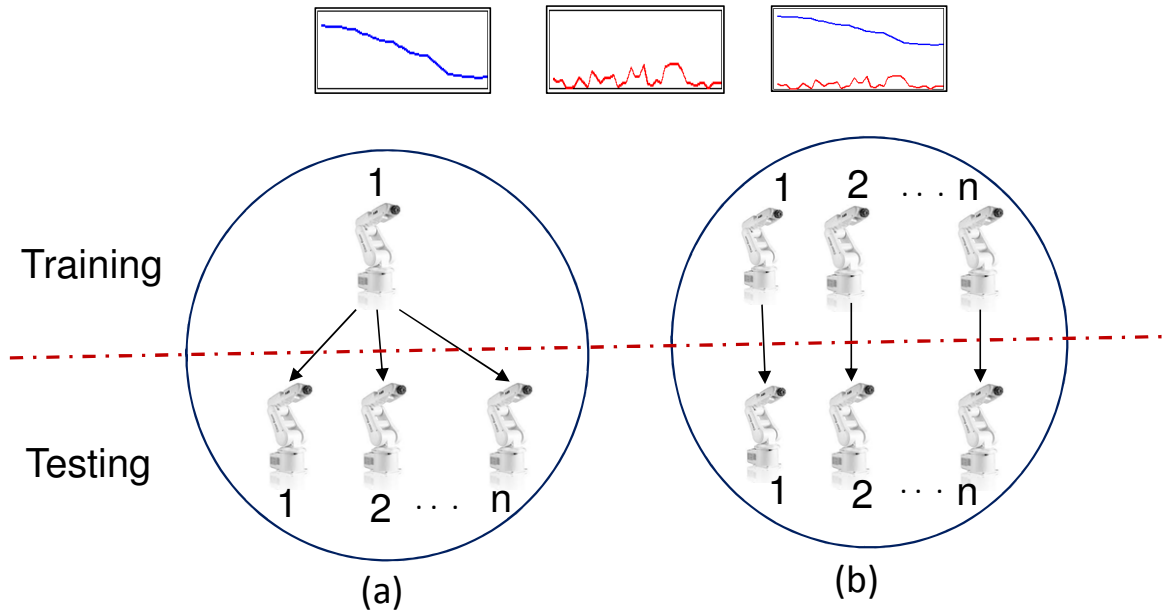 1
1
2
. . .
n
Training
Testing
1
2
. . .
n
1
2
. . .
n
(a)
(b)